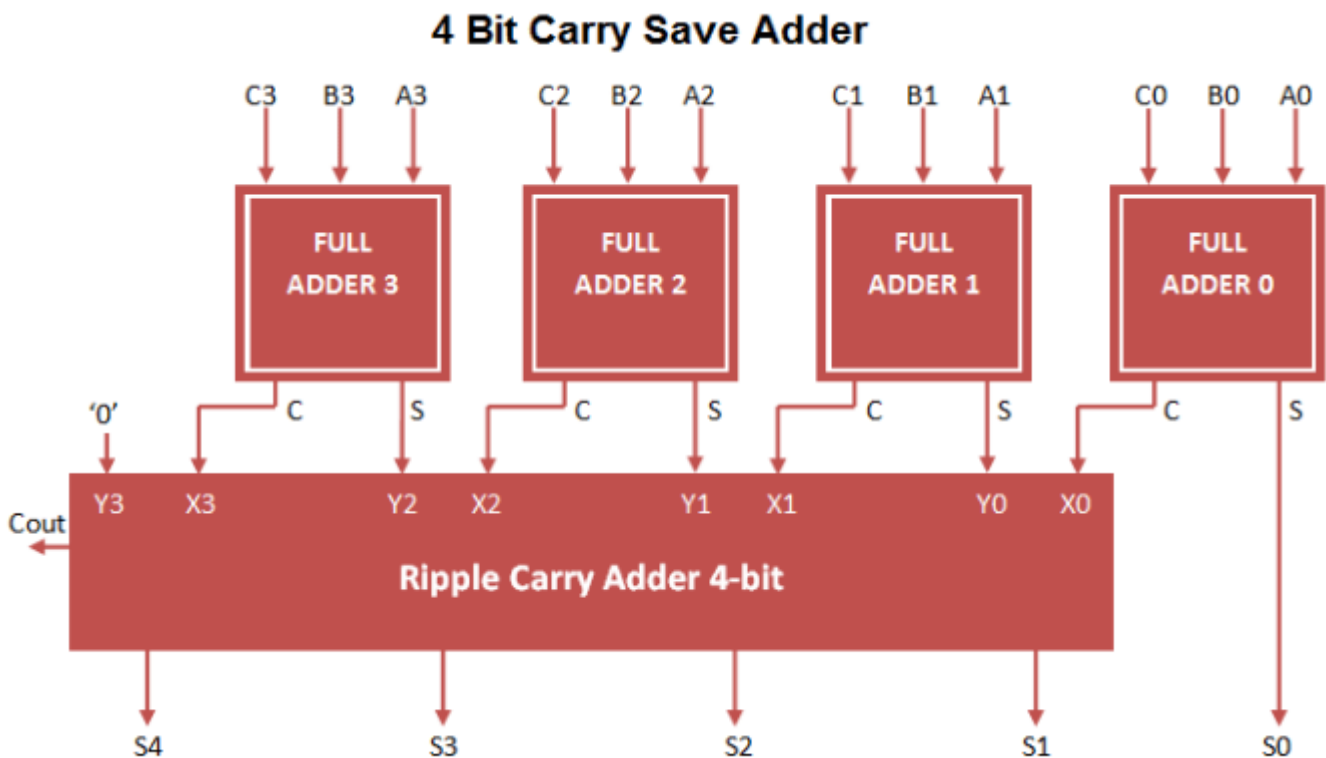 4 Bit Carry Save Adder
C3 B3 A3 C2 B2 A2 C1 B1 A1 C0 B0 A0
FULL ADDER 3
FULL ADDER 2
FULL ADDER 1
FULL ADDER 0
‘0’ C S C S C S C S
Y3 X3 Y2 X2 Y1 X1 Y0 X0
Cout
Ripple Carry Adder 4-bit
S4 S3 S2 S1 S0